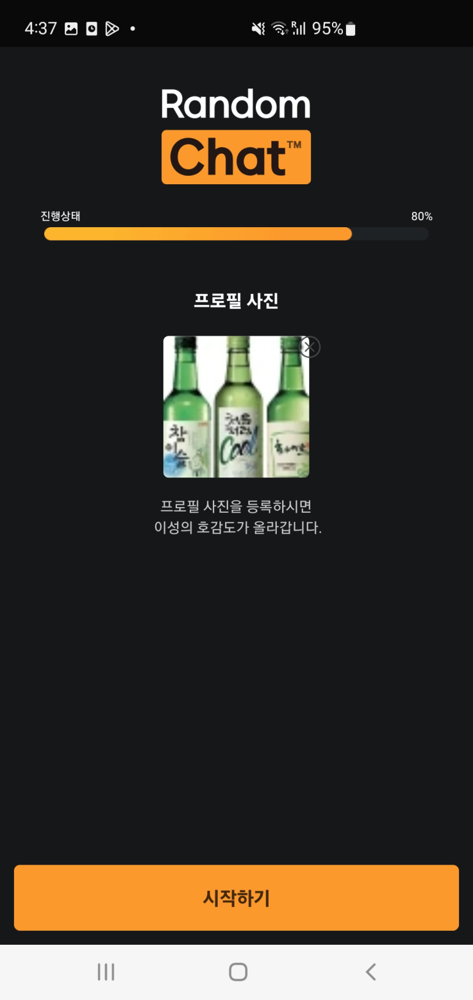 4:37
R
95%
Random
Chat™
진행상태
80%
프로필 사진
참
이슬
처음
처럼
Cool
프로필 사진을 등록하시면
이성의 호감도가 올라갑니다.
시작하기